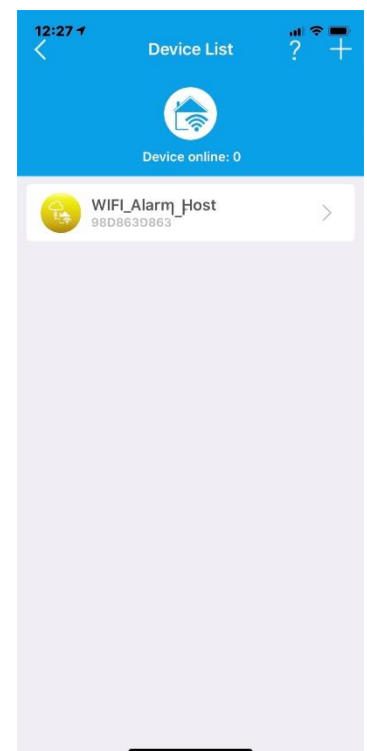 12:27
Device List
?
Device online: 0
WIFI_Alarm_Host
98D863D863